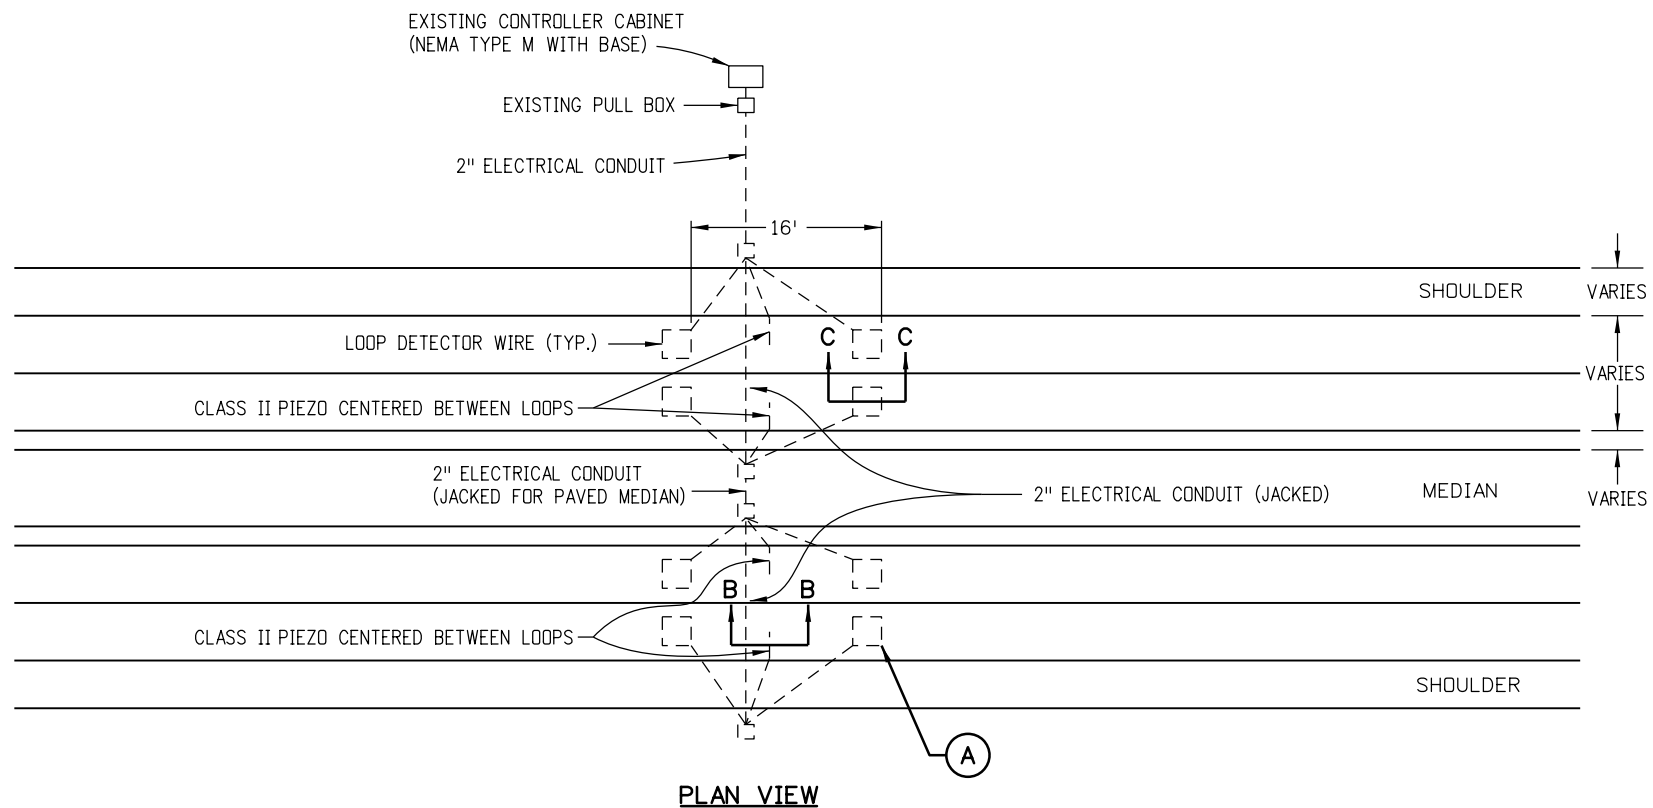 EXISTING CONTROLLER CABINET
(NEMA TYPE M WITH BASE)
EXISTING PULL BOX
2" ELECTRICAL CONDUIT
16'
SHOULDER
VARIES
LOOP DETECTOR WIRE (TYP.)
C C
VARIES
CLASS II PIEZO CENTERED BETWEEN LOOPS
2" ELECTRICAL CONDUIT
(JACKED FOR PAVED MEDIAN)
2" ELECTRICAL CONDUIT (JACKED)
MEDIAN
VARIES
B B
CLASS II PIEZO CENTERED BETWEEN LOOPS
SHOULDER
A
PLAN VIEW